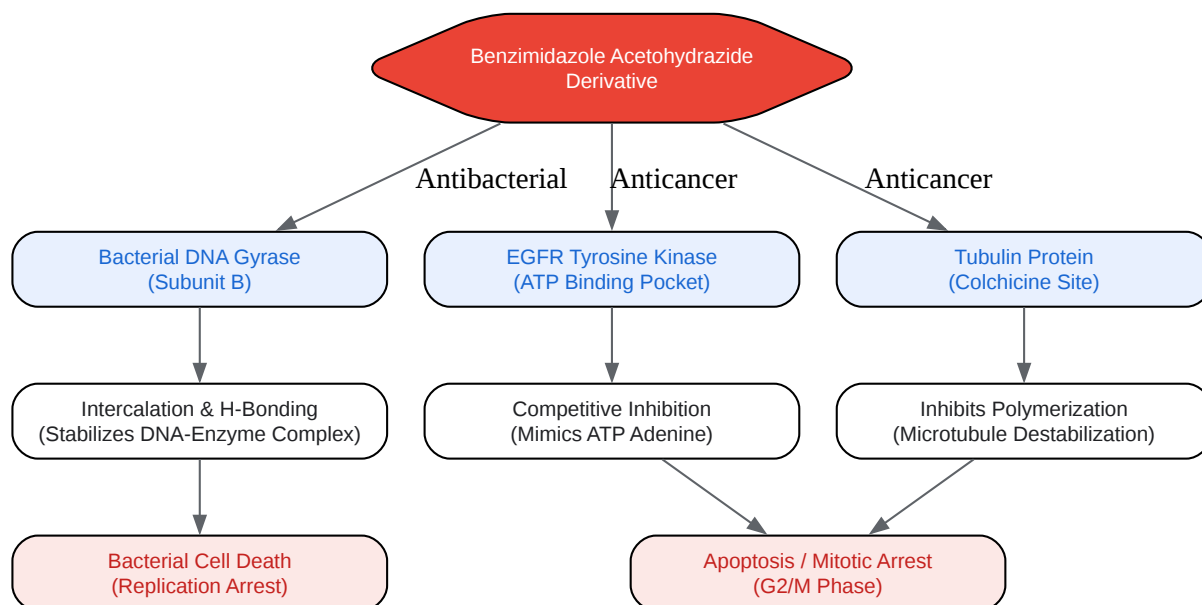 Benzimidazole Acetohydrazide
Derivative
Antibacterial
Anticancer
Anticancer
Bacterial DNA Gyrase
(Subunit B)
EGFR Tyrosine Kinase
(ATP Binding Pocket)
Tubulin Protein
(Colchicine Site)
Intercalation & H-Bonding
(Stabilizes DNA-Enzyme Complex)
Competitive Inhibition
(Mimics ATP Adenine)
Inhibits Polymerization
(Microtubule Destabilization)
Bacterial Cell Death
(Replication Arrest)
Apoptosis / Mitotic Arrest
(G2/M Phase)